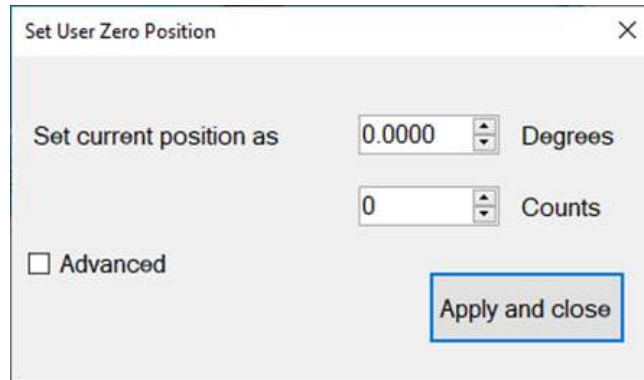 Set User Zero Position
Set current position as 0.0000 Degrees
0 Counts
Advanced
Apply and close